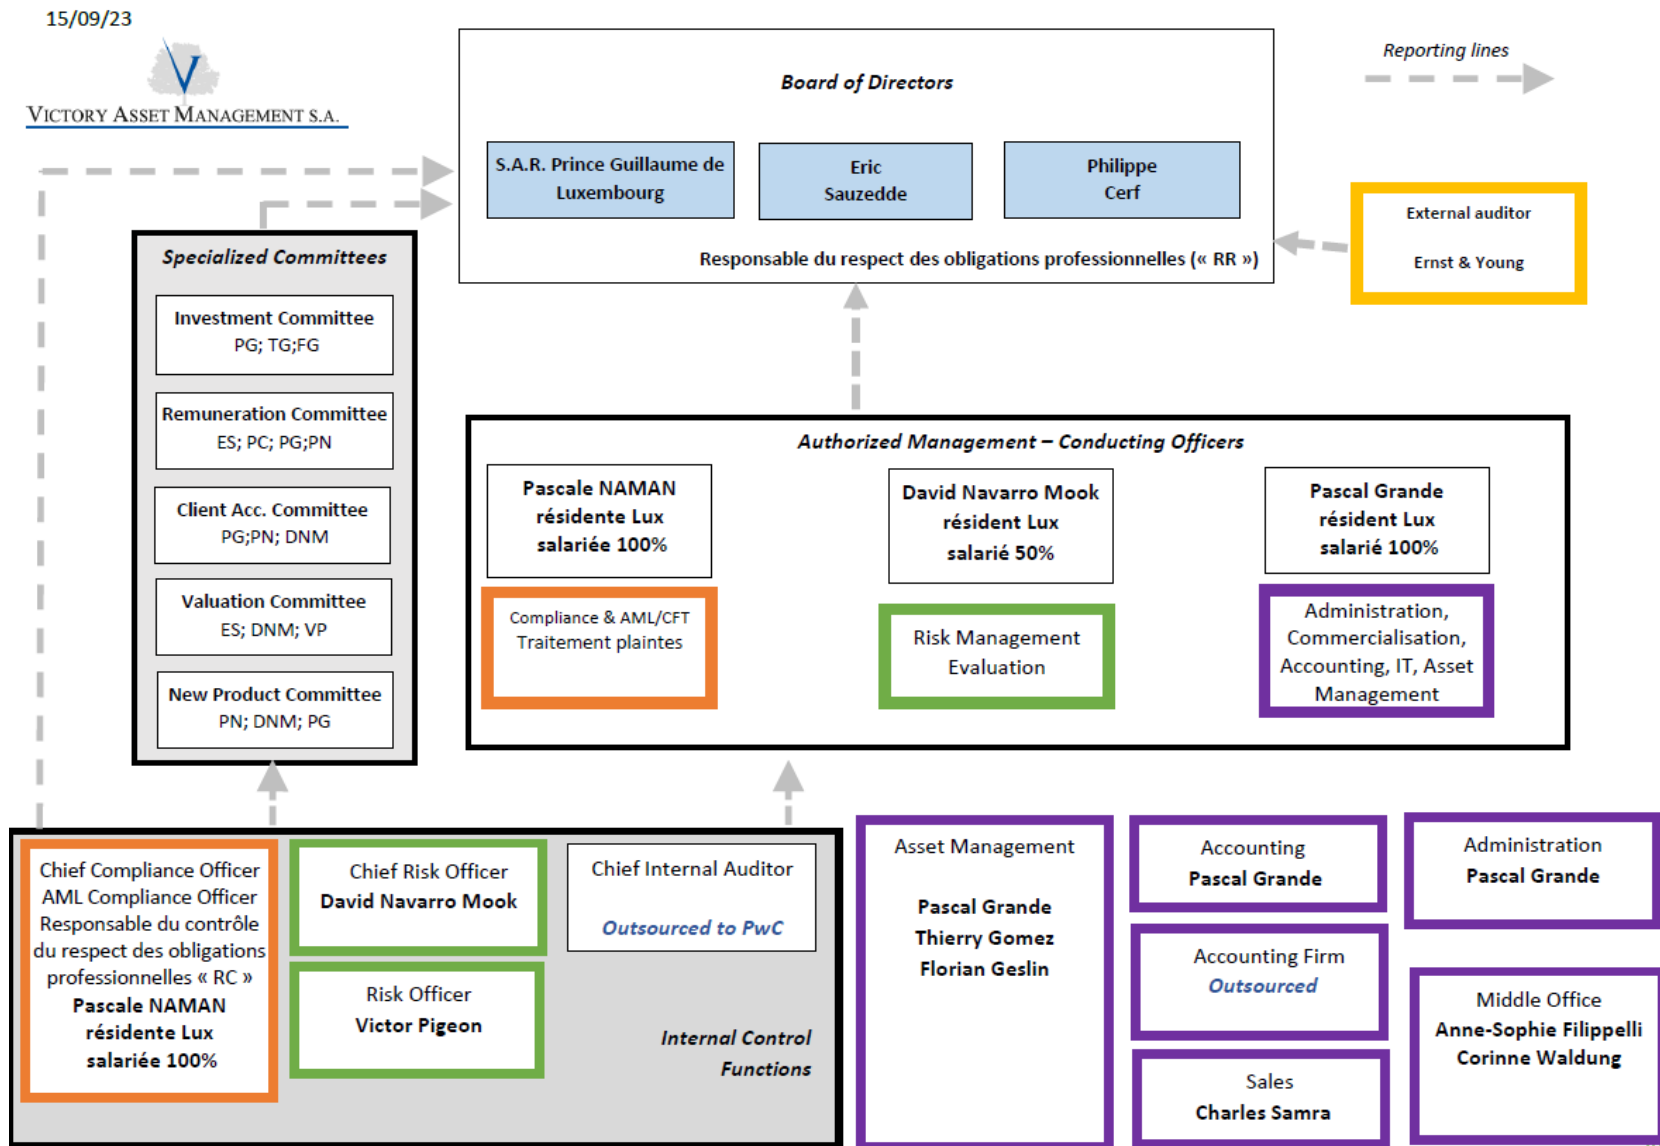 15/09/23
VICTORY ASSET MANAGEMENT S.A.
Reporting lines
Board of Directors
S.A.R. Prince Guillaume de
Luxembourg
Eric
Sauzedde
Philippe
Cerf
Responsable du respect des obligations professionnelles (« RR »)
External auditor
Ernst & Young
Specialized Committees
Investment Committee
PG; TG;FG
Remuneration Committee
ES; PC; PG;PN
Client Acc. Committee
PG;PN; DNM
Valuation Committee
ES; DNM; VP
New Product Committee
PN; DNM; PG
Authorized Management – Conducting Officers
Pascale NAMAN
résidente Lux
salariée 100%
David Navarro Mook
résident Lux
salarié 50%
Pascal Grande
résident Lux
salarié 100%
Compliance & AML/CFT
Traitement plaintes
Risk Management
Evaluation
Administration,
Commercialisation,
Accounting, IT, Asset
Management
Chief Compliance Officer
AML Compliance Officer
Responsable du contrôle
du respect des obligations
professionnelles « RC »
Pascale NAMAN
résidente Lux
salariée 100%
Chief Risk Officer
David Navarro Mook
Risk Officer
Victor Pigeon
Chief Internal Auditor
Outsourced to PwC
Internal Control
Functions
Asset Management
Pascal Grande
Thierry Gomez
Florian Geslin
Accounting
Pascal Grande
Accounting Firm
Outsourced
Sales
Charles Samra
Administration
Pascal Grande
Middle Office
Anne-Sophie Filippelli
Corinne Waldung